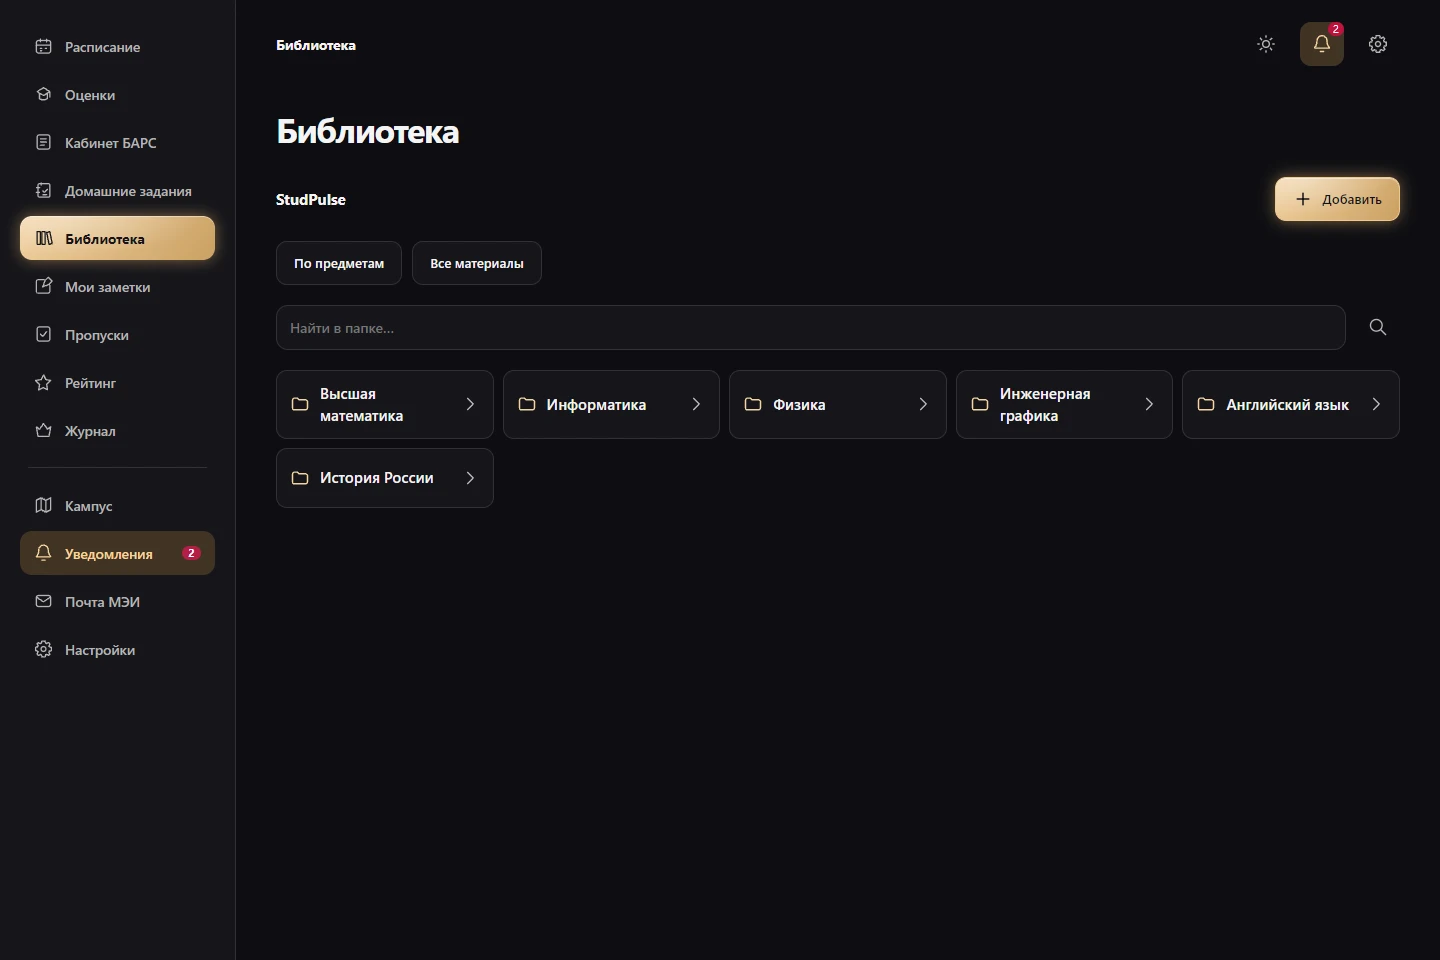 Расписание
Оценки
Кабинет БАРС
Домашние задания
Библиотека
Мои заметки
Пропуски
Рейтинг
Журнал
Кампус
Уведомления 2
Почта МЭИ
Настройки
Библиотека
2
Библиотека
StudPulse
Добавить
По предметам
Все материалы
Найти в папке...
Высшая
математика
Информатика
Физика
Инженерная
графика
Английский язык
История России